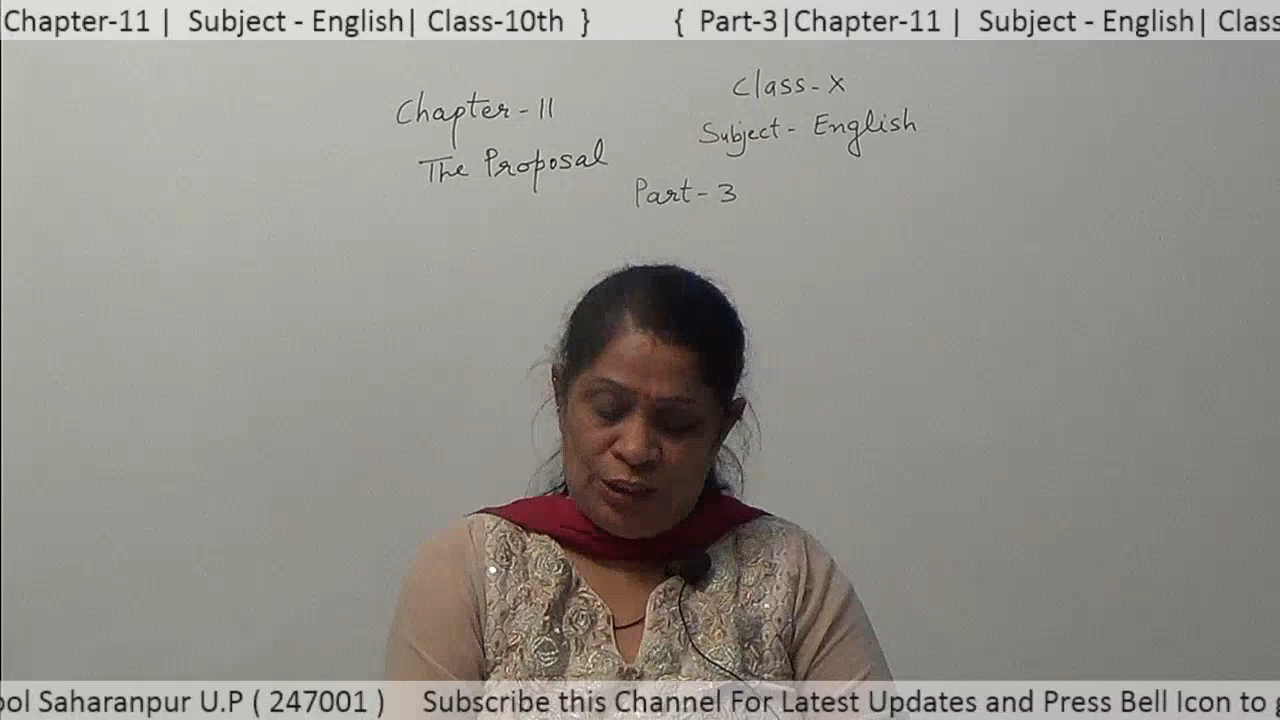 Chapter-11 | Subject - English| Class-10th } { Part-3|Chapter-11 | Subject - English| Class
Class-X
Chapter-11
Subject - English
The Proposal
Part-3
Saharanpur U.P ( 247001 ) Subscribe this Channel For Latest Updates and Press Bell Icon to